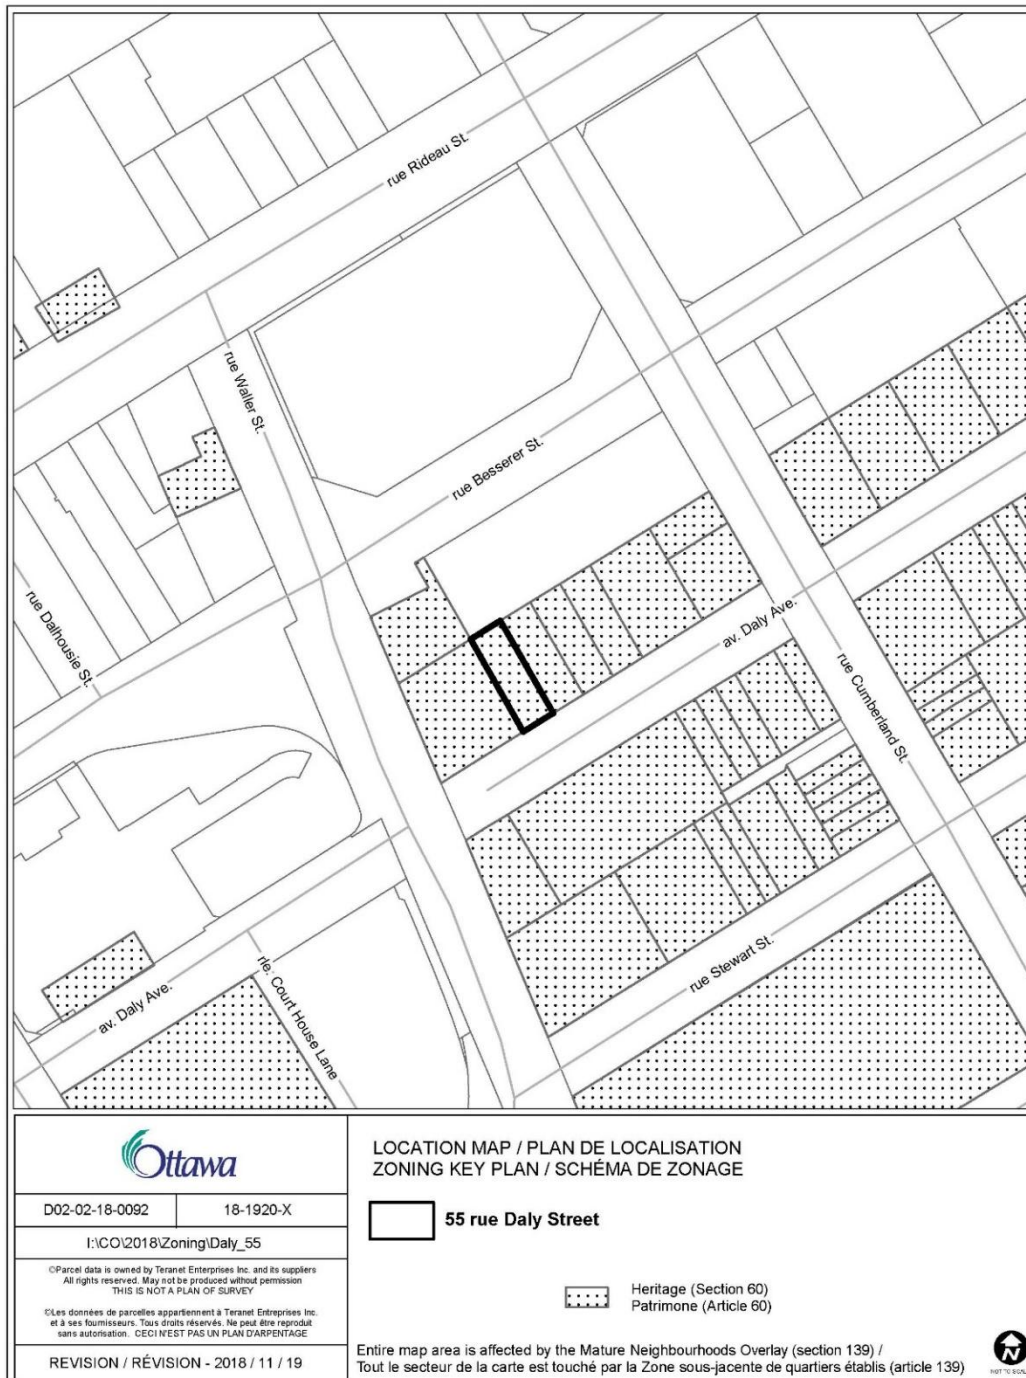 rue Rideau St.
rue Waller St.
rue Besserer St.
rue Dalhousie St.
av. Daly Ave.
rue Cumberland St.
rue Stewart St.
av. Daly Ave.
rle. Court House Lane
Ottawa
D02-02-18-0092
18-1920-X
I:\CO\2018\Zoning\Daly_55
©Parcel data is owned by Teranet Enterprises Inc. and its suppliers
All rights reserved. May not be produced without permission
THIS IS NOT A PLAN OF SURVEY
©Les données de parcelles appartiennent à Teranet Entreprises Inc.
et à ses fournisseurs. Tous droits réservés. Ne peut être reproduit
sans autorisation. CECI N'EST PAS UN PLAN D'ARPENTAGE
REVISION / RÉVISION - 2018 / 11 / 19
LOCATION MAP / PLAN DE LOCALISATION
ZONING KEY PLAN / SCHÉMA DE ZONAGE
55 rue Daly Street
Heritage (Section 60)
Patrimone (Article 60)
Entire map area is affected by the Mature Neighbourhoods Overlay (section 139) /
Tout le secteur de la carte est touché par la Zone sous-jacente de quartiers établis (article 139)
N
NOT TO SCALE